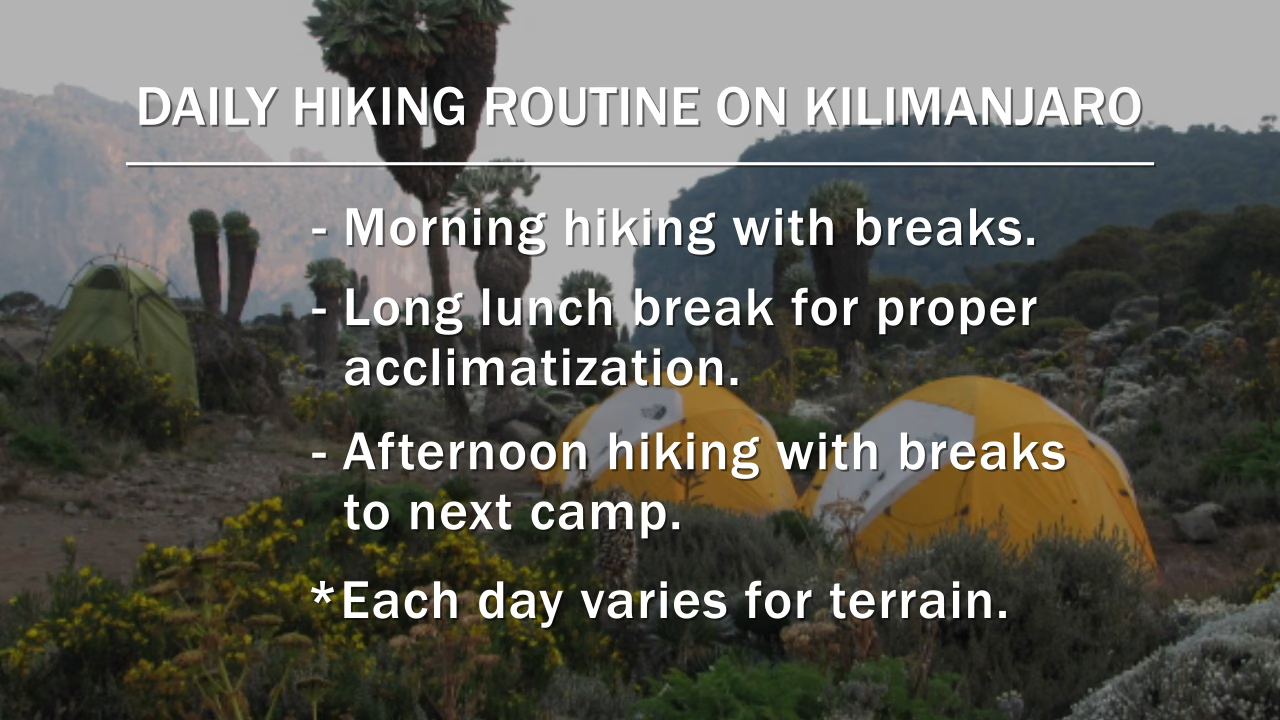 DAILY HIKING ROUTINE ON KILIMANJARO
- Morning hiking with breaks.
- Long lunch break for proper
acclimatization.
- Afternoon hiking with breaks
to next camp.
*Each day varies for terrain.